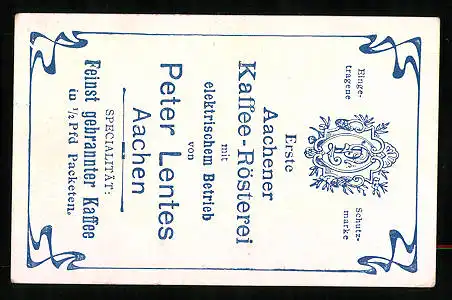 Einge-
tragene
Schutz-
marke
Erste
Aachener
Kaffee-Rösterei
mit
elektrischem Betrieb
von
Peter Lentes
Aachen
SPECIALITÄT:
Feinst gebrannter Kaffee
in ½ Pfd Packeten.